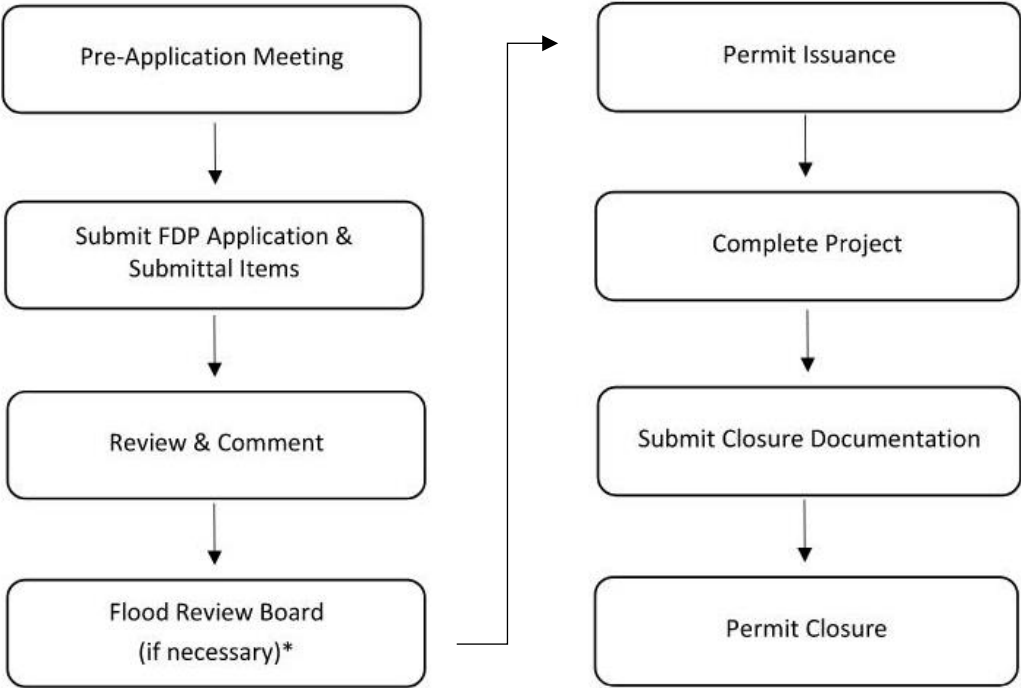 Pre-Application Meeting
Submit FDP Application &
Submittal Items
Review & Comment
Flood Review Board
(if necessary)*
Permit Issuance
Complete Project
Submit Closure Documentation
Permit Closure